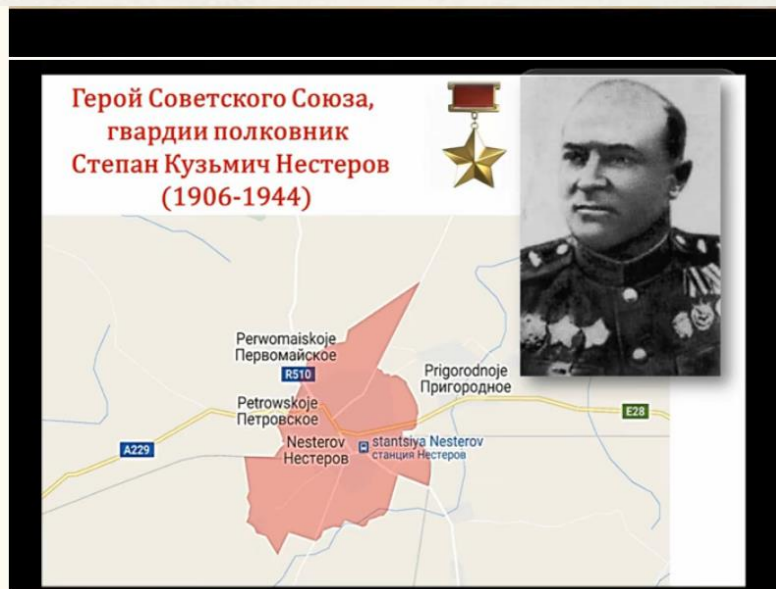 Герой Советского Союза,
гвардии полковник
Степан Кузьмич Нестеров
(1906-1944)
Perwomaiskoje
Первомайское
R510
Prigorodnoje
Пригородное
Petrowskoje
Петровское
E28
A229
Nesterov
Нестеров
stantsiya Nesterov
станция Нестеров